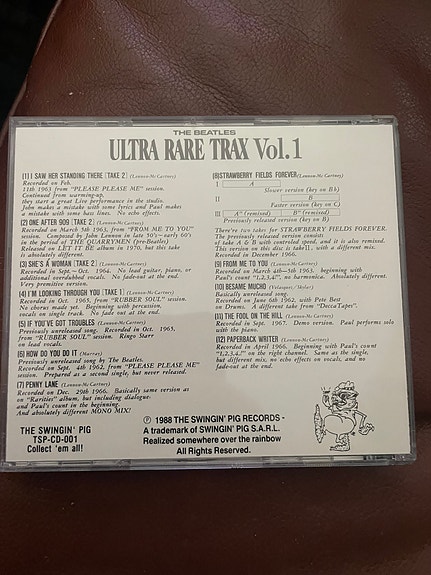 THE BEATLES
ULTRA RARE TRAX Vol.1
(1) I SAW HER STANDING THERE [TAKE 2] (Lennon-McCartney)
Recorded on Feb.
11th 1963 from "PLEASE PLEASE ME" session.
Continued from warming-up,
they start a great Live performance in the studio.
John makes a mistake with some lyrics and Paul makes
a mistake with some bass lines. No echo effects.
(2) ONE AFTER 909 [TAKE 2] (Lennon-McCartney)
Recorded on March 5th 1963, from "FROM ME TO YOU"
session. Composed by John Lennon in late 50's~early 60's
in the period of THE QUARRYMEN (pre-Beatles)
Released on LET IT BE album in 1970, but this take
is absolutely different.
(3) SHE'S A WOMAN [TAKE 2] (Lennon-McCartney)
Recorded in Sept.~Oct. 1964. No lead guitar, piano, or
additional overdubbed vocals. No fade-out at the end.
Very premitive version.
(4) I'M LOOKING THROUGH YOU [TAKE 1] (Lennon-McCartney)
Recorded in Oct. 1965, from "RUBBER SOUL" session.
No chorus melody yet. Beginning with percussion,
vocals on single track. No fade out at the end.
(5) IF YOU'VE GOT TROUBLES (Lennon-McCartney)
Previously unreleased song. Recorded in Oct. 1965,
from "RUBBER SOUL" session. Ringo Starr
on lead vocals.
(6) HOW DO YOU DO IT (Murray)
Previously unreleased song by The Beatles.
Recorded on Sept. 4th 1962, from "PLEASE PLEASE ME"
session. Prepared as a second single, but never released.
(7) PENNY LANE (Lennon-McCartney)
Recorded on Dec. 29th 1966. Basically same version as
on "Rarities" album, but including dialogue
and Paul's count in the beginning.
And absolutely different MONO MIX!
THE SWINGIN' PIG
TSP-CD-001
Collect 'em all!
(8) STRAWBERRY FIELDS FOREVER (Lennon-McCartney)
I A
Slower version (key on B♭)
II B
Faster version (key on C)
III A" (remixed) B" (remixed)
Previously released version (key on B)
There're two takes for STRAWBERRY FIELDS FOREVER.
The previously released version consists
of take A & B with controled speed, and it is also remixed.
This version on this disc takeII, with a different mix.
Recorded in December 1966.
(9) FROM ME TO YOU (Lennon-McCartney)
Recorded on March 4th~5th 1963, beginning with
Paul's count "1,2,3,4!", no harmonica. Absolutely different.
(10) BESAME MUCHO
Basically unreleased song.
Recorded on June 6th 1962, with Pete Best
on Drums. A different take from "DeccaTapes".
(11) THE FOOL ON THE HILL (Lennon-McCartney)
Recorded in Sept. 1967. Demo version. Paul performs solo
with the piano.
(12) PAPERBACK WRITER (Lennon-McCartney)
Recorded in April 1966. Beginning with Paul's count
"1,2,3,4." on the right channel. Same as the single,
but different mix, no echo effects on vocals, and no
fade-out at the end.
Ⓟ 1988 THE SWINGIN' PIG RECORDS -
A trademark of SWINGIN' PIG S.A.R.L.
Realized somewhere over the rainbow
All Rights Reserved.